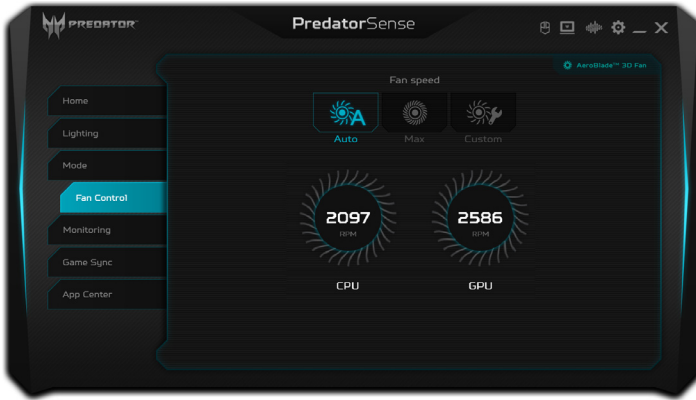 PREDATOR
PredatorSense
AeroBlade™ 3D Fan
Fan speed
Home
Lighting
Mode
Fan Control
Monitoring
Game Sync
App Center
A
Auto
Max
Custom
2097
RPM
CPU
2586
RPM
GPU